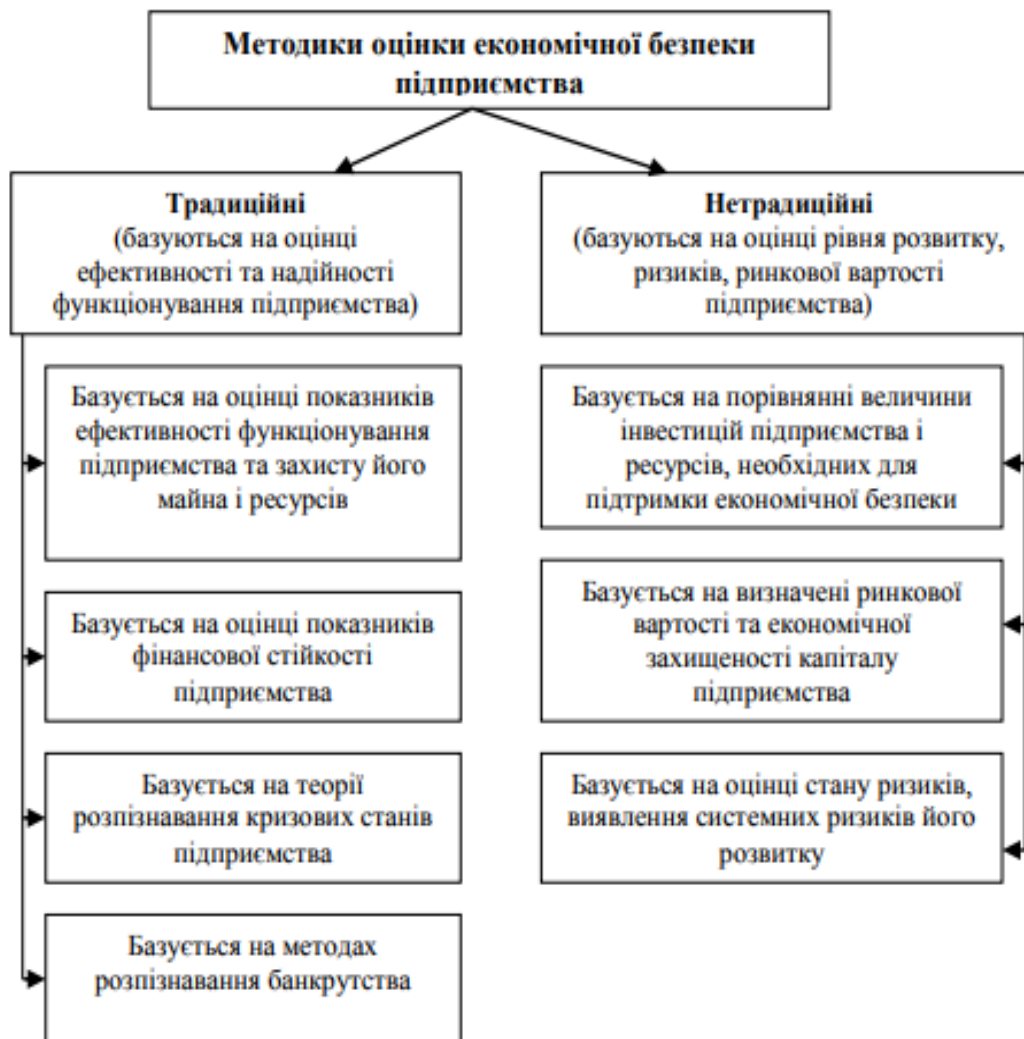 Методики оцінки економічної безпеки
підприємства
Традиційні
(базуються на оцінці
ефективності та надійності
функціонування підприємства)
Базується на оцінці показників
ефективності функціонування
підприємства та захисту його
майна і ресурсів
Базується на оцінці показників
фінансової стійкості
підприємства
Базується на теорії
розпізнавання кризових станів
підприємства
Базується на методах
розпізнавання банкрутства
Нетрадиційні
(базуються на оцінці рівня розвитку,
ризиків, ринкової вартості
підприємства)
Базується на порівнянні величини
інвестицій підприємства і
ресурсів, необхідних для
підтримки економічної безпеки
Базується на визначені ринкової
вартості та економічної
захищеності капіталу
підприємства
Базується на оцінці стану ризиків,
виявлення системних ризиків його
розвитку